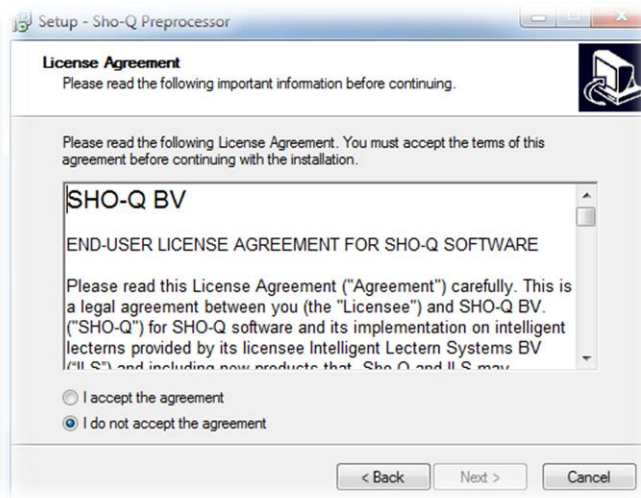 Setup - Sho-Q Preprocessor
License Agreement
Please read the following important information before continuing.
Please read the following License Agreement. You must accept the terms of this
agreement before continuing with the installation.
SHO-Q BV
END-USER LICENSE AGREEMENT FOR SHO-Q SOFTWARE
Please read this License Agreement ("Agreement") carefully. This is
a legal agreement between you (the "Licensee") and SHO-Q BV.
("SHO-Q") for SHO-Q software and its implementation on intelligent
lecterns provided by its licensee Intelligent Lectern Systems BV
("ILS") and including new products that Sho-Q and ILS may
I accept the agreement
I do not accept the agreement
< Back Next > Cancel